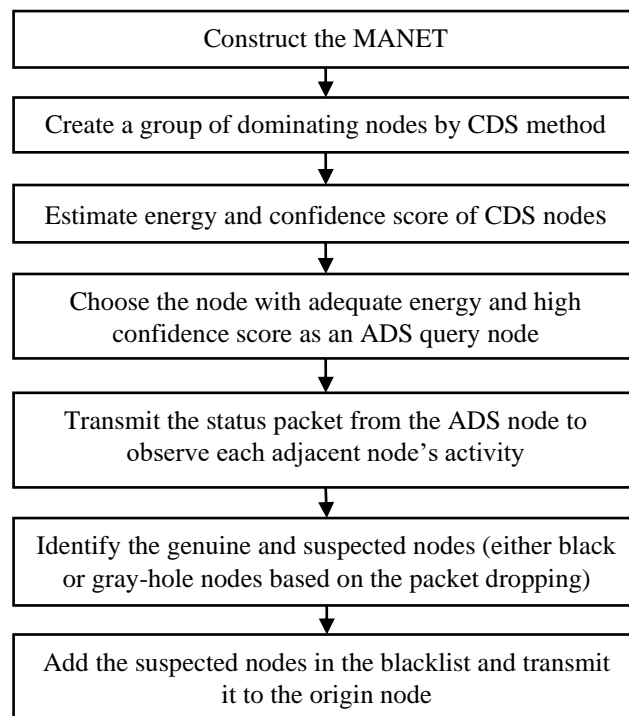 Construct the MANET
Create a group of dominating nodes by CDS method
Estimate energy and confidence score of CDS nodes
Choose the node with adequate energy and high
confidence score as an ADS query node
Transmit the status packet from the ADS node to
observe each adjacent node’s activity
Identify the genuine and suspected nodes (either black
or gray-hole nodes based on the packet dropping)
Add the suspected nodes in the blacklist and transmit
it to the origin node